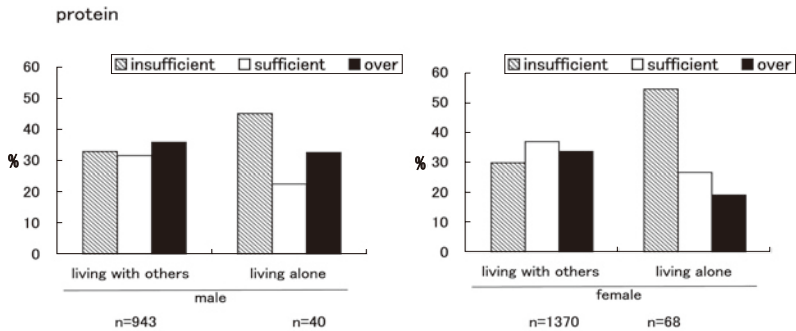 protein
insufficient sufficient over
60
50
40
30
20
10
0
%
living with others living alone
male
n=943 n=40
insufficient sufficient over
60
50
40
30
20
10
0
%
living with others living alone
female
n=1370 n=68